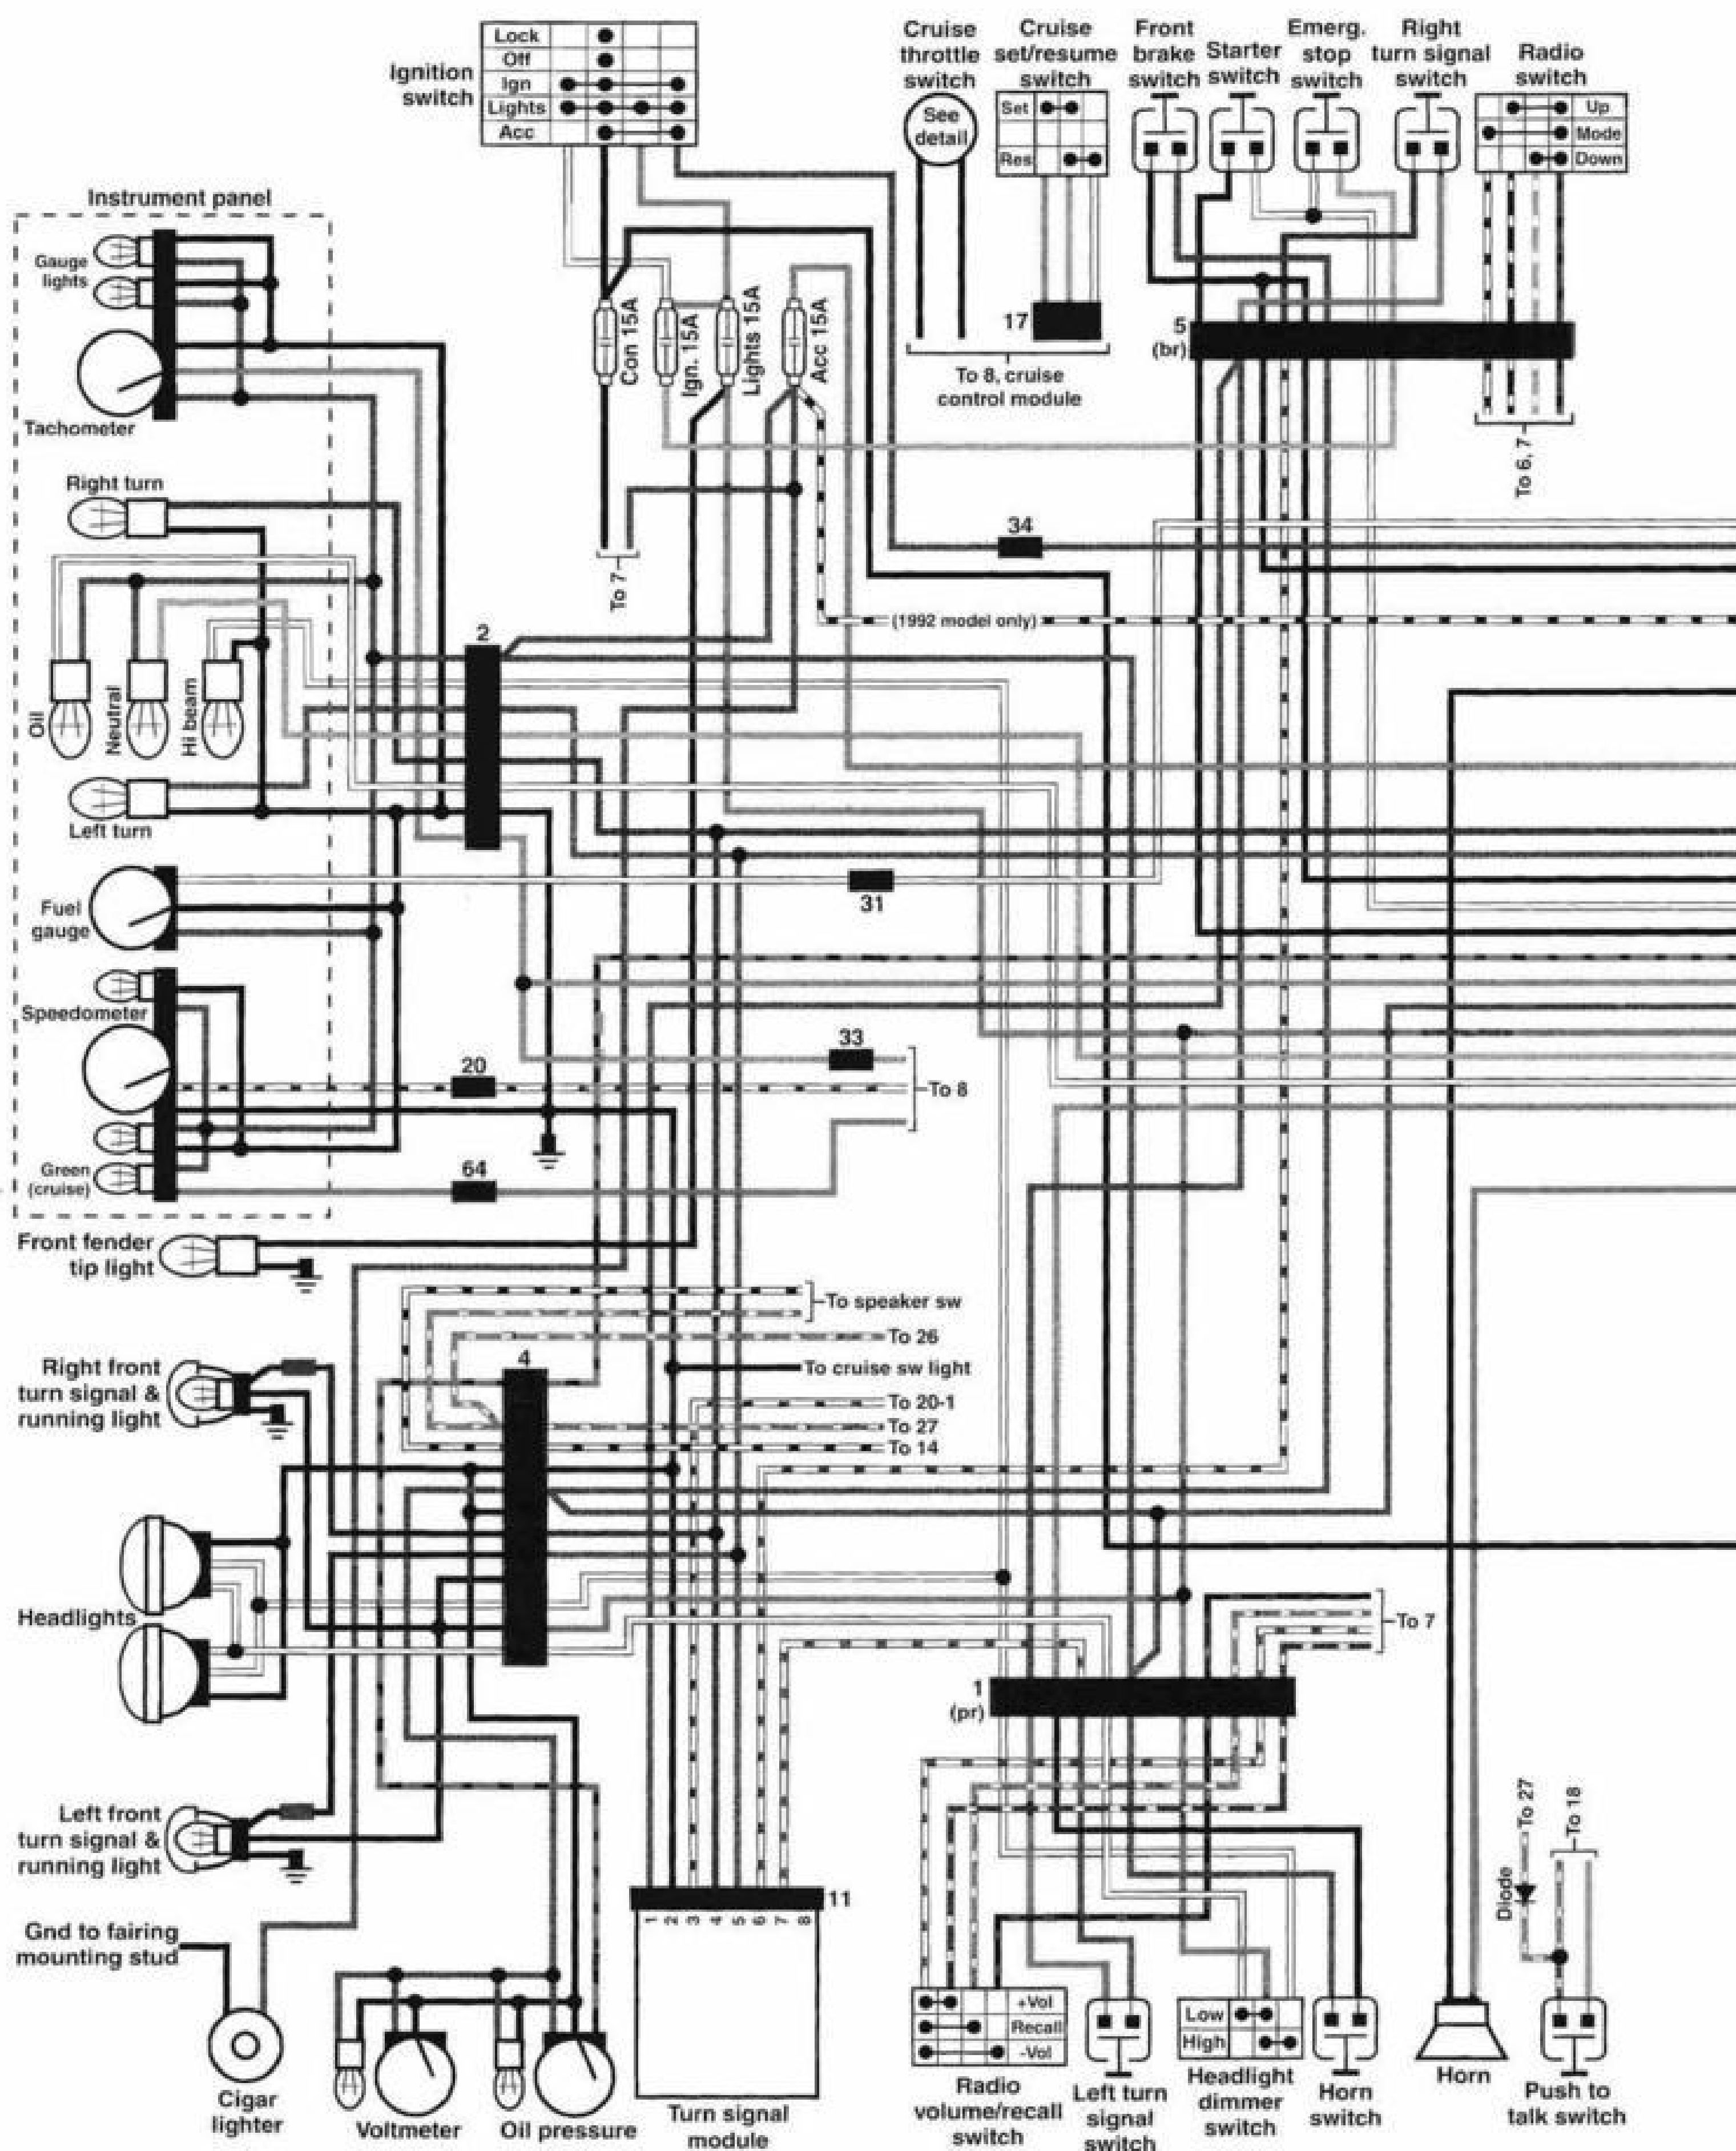 Lock
Off
Ign
Lights
Acc
Ignition
switch
Cruise
throttle
switch
See
detail
Cruise
set/resume
switch
Set
Res
Front
brake
switch
Starter
switch
Emerg.
stop
switch
Right
turn signal
switch
Radio
switch
Up
Mode
Down
Instrument panel
Gauge
lights
Tachometer
Con 15A
Ign. 15A
Lights 15A
Acc 15A
17
To 8, cruise
control module
5
(br)
To 6, 7
Right turn
To 7
34
(1992 model only)
2
Oil
Neutral
Hi beam
Left turn
Fuel
gauge
31
Speedometer
33
20
To 8
Green
(cruise)
64
Front fender
tip light
To speaker sw
To 26
4
To cruise sw light
To 20-1
To 27
To 14
Right front
turn signal &
running light
Headlights
To 7
1
(pr)
Left front
turn signal &
running light
To 27
To 18
Diode
11
1 2 3 4 5 6 7 8
Gnd to fairing
mounting stud
+Vol
Recall
-Vol
Low
High
Cigar
lighter
Voltmeter
Oil pressure
Turn signal
module
Radio
volume/recall
switch
Left turn
signal
switch
Headlight
dimmer
switch
Horn
switch
Horn
Push to
talk switch